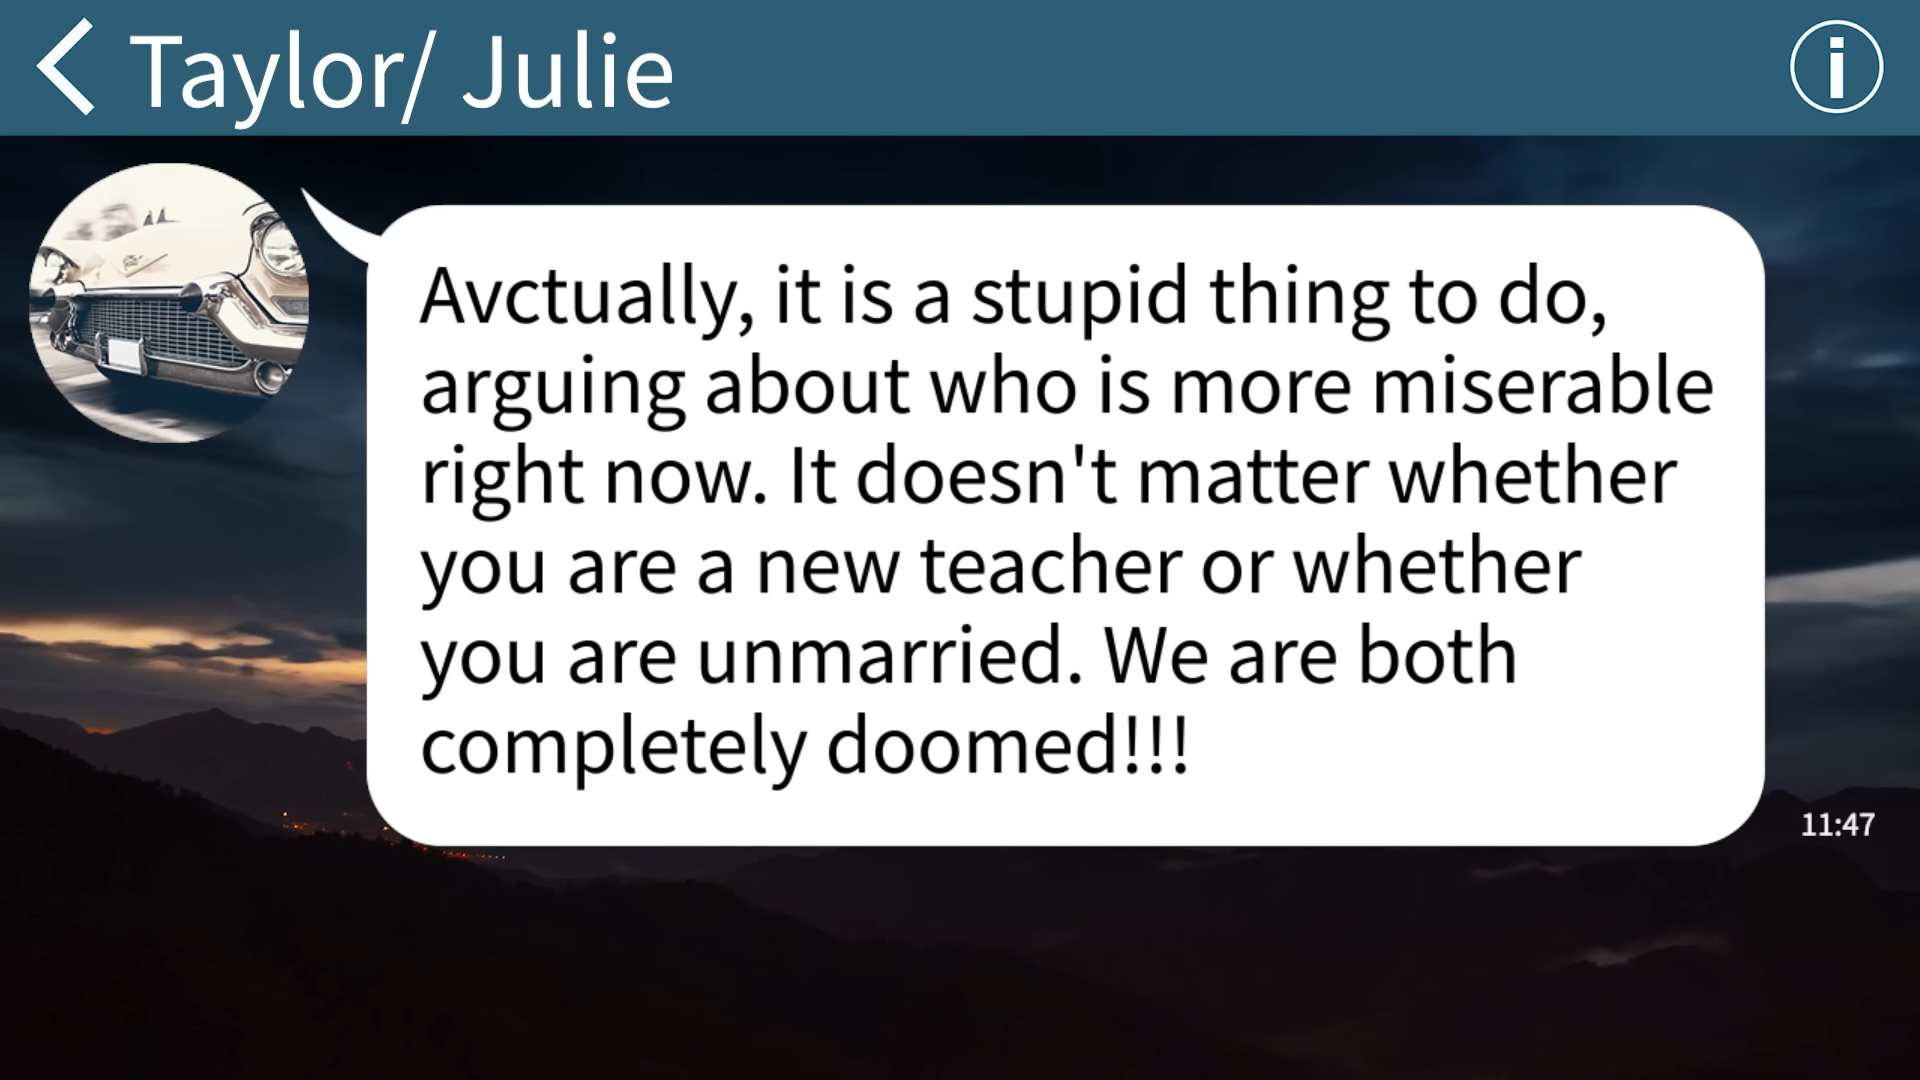 Taylor/ Julie
Avctually, it is a stupid thing to do,
arguing about who is more miserable
right now. It doesn't matter whether
you are a new teacher or whether
you are unmarried. We are both
completely doomed!!!
11:47